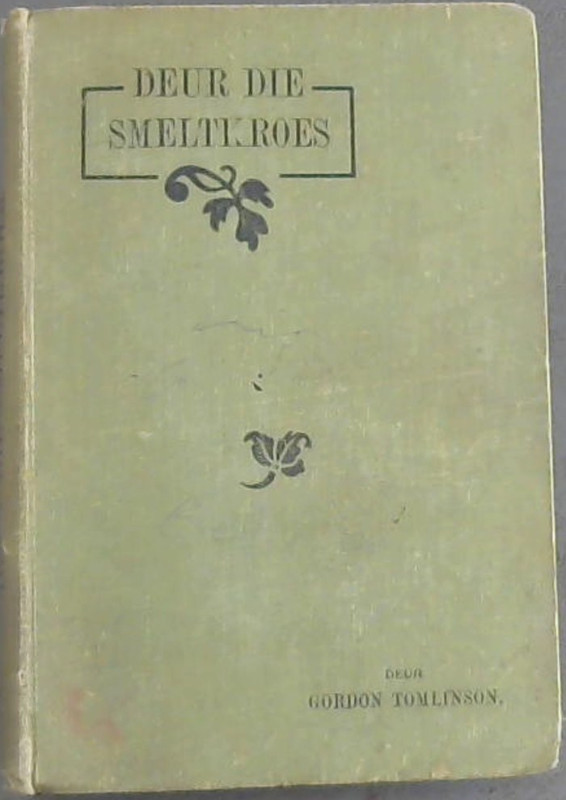 DEUR DIE
SMELTKROES
DEUR
GORDON TOMLINSON.